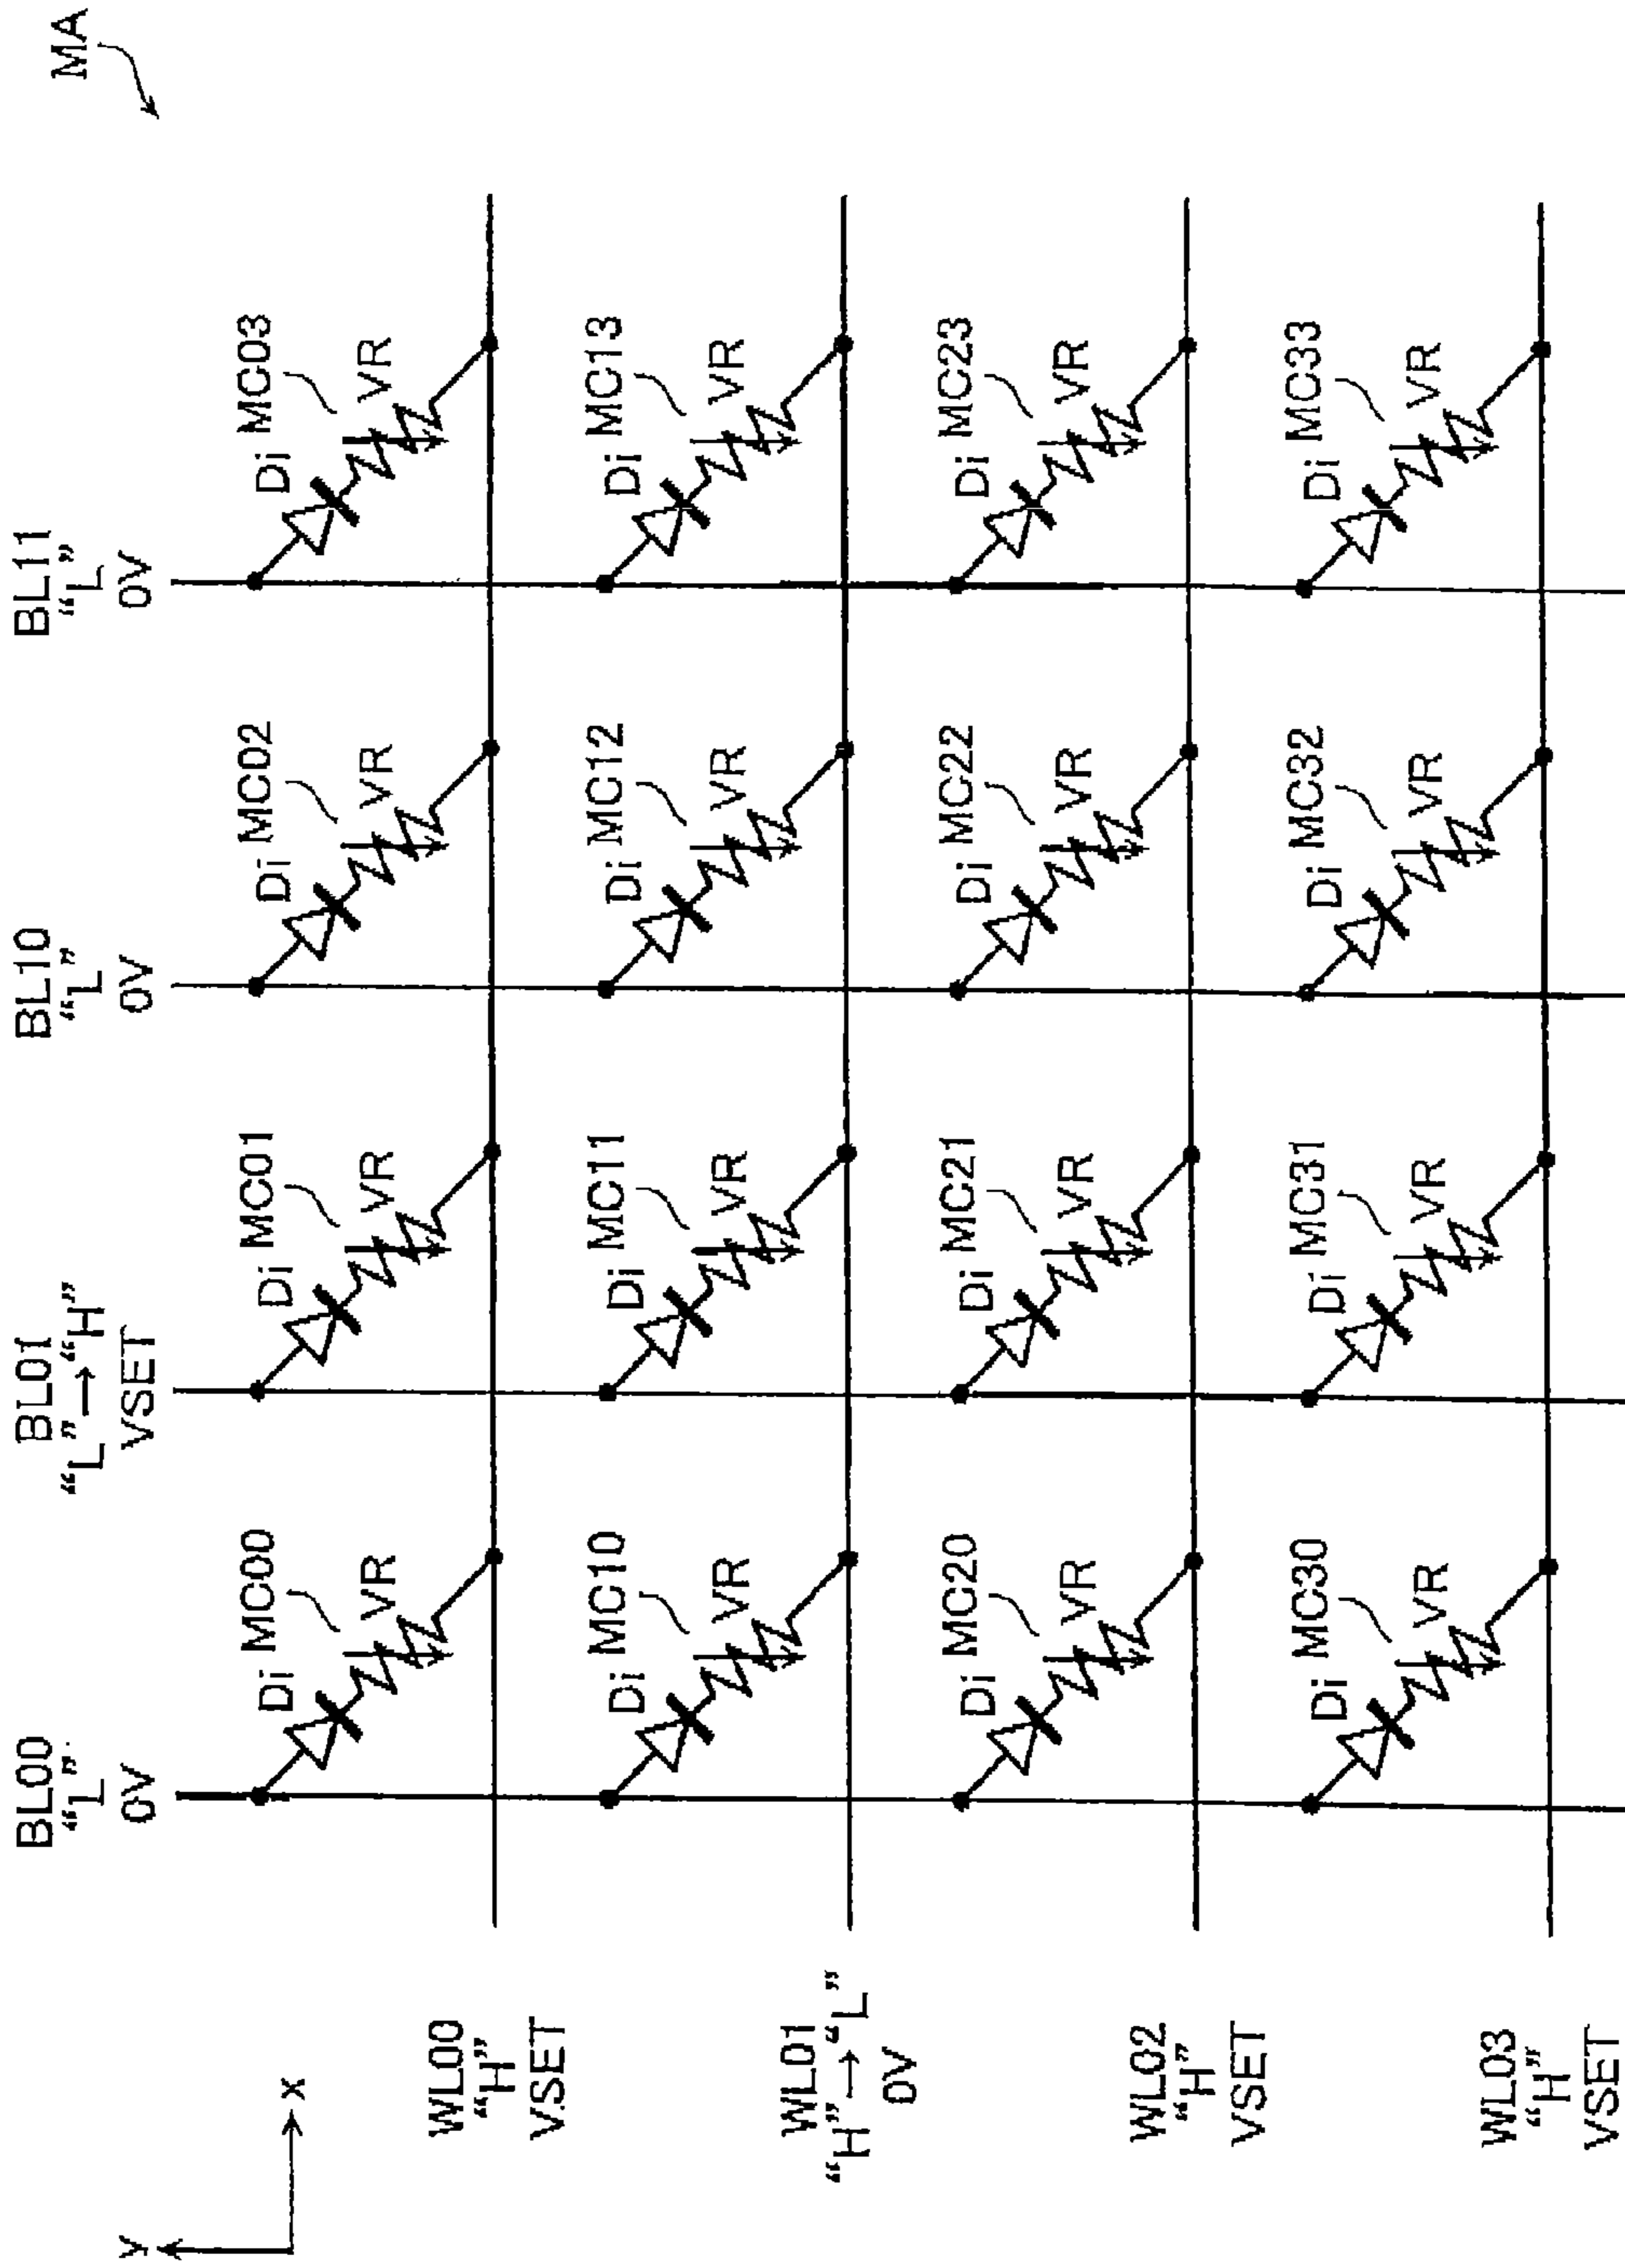 MA
BL00
“L”
0V
BL01
“L”→“H”
VSET
BL10
“L”
0V
BL11
“L”
0V
Di
MC00
VR
Di
MC01
VR
Di
MC02
VR
Di
MC03
VR
WL00
“H”
VSET
Di
MC10
VR
Di
MC11
VR
Di
MC12
VR
Di
MC13
VR
WL01
“H”→“L”
0V
Di
MC20
VR
Di
MC21
VR
Di
MC22
VR
Di
MC23
VR
WL02
“H”
VSET
Di
MC30
VR
Di
MC31
VR
Di
MC32
VR
Di
MC33
VR
WL03
“H”
VSET
y
x